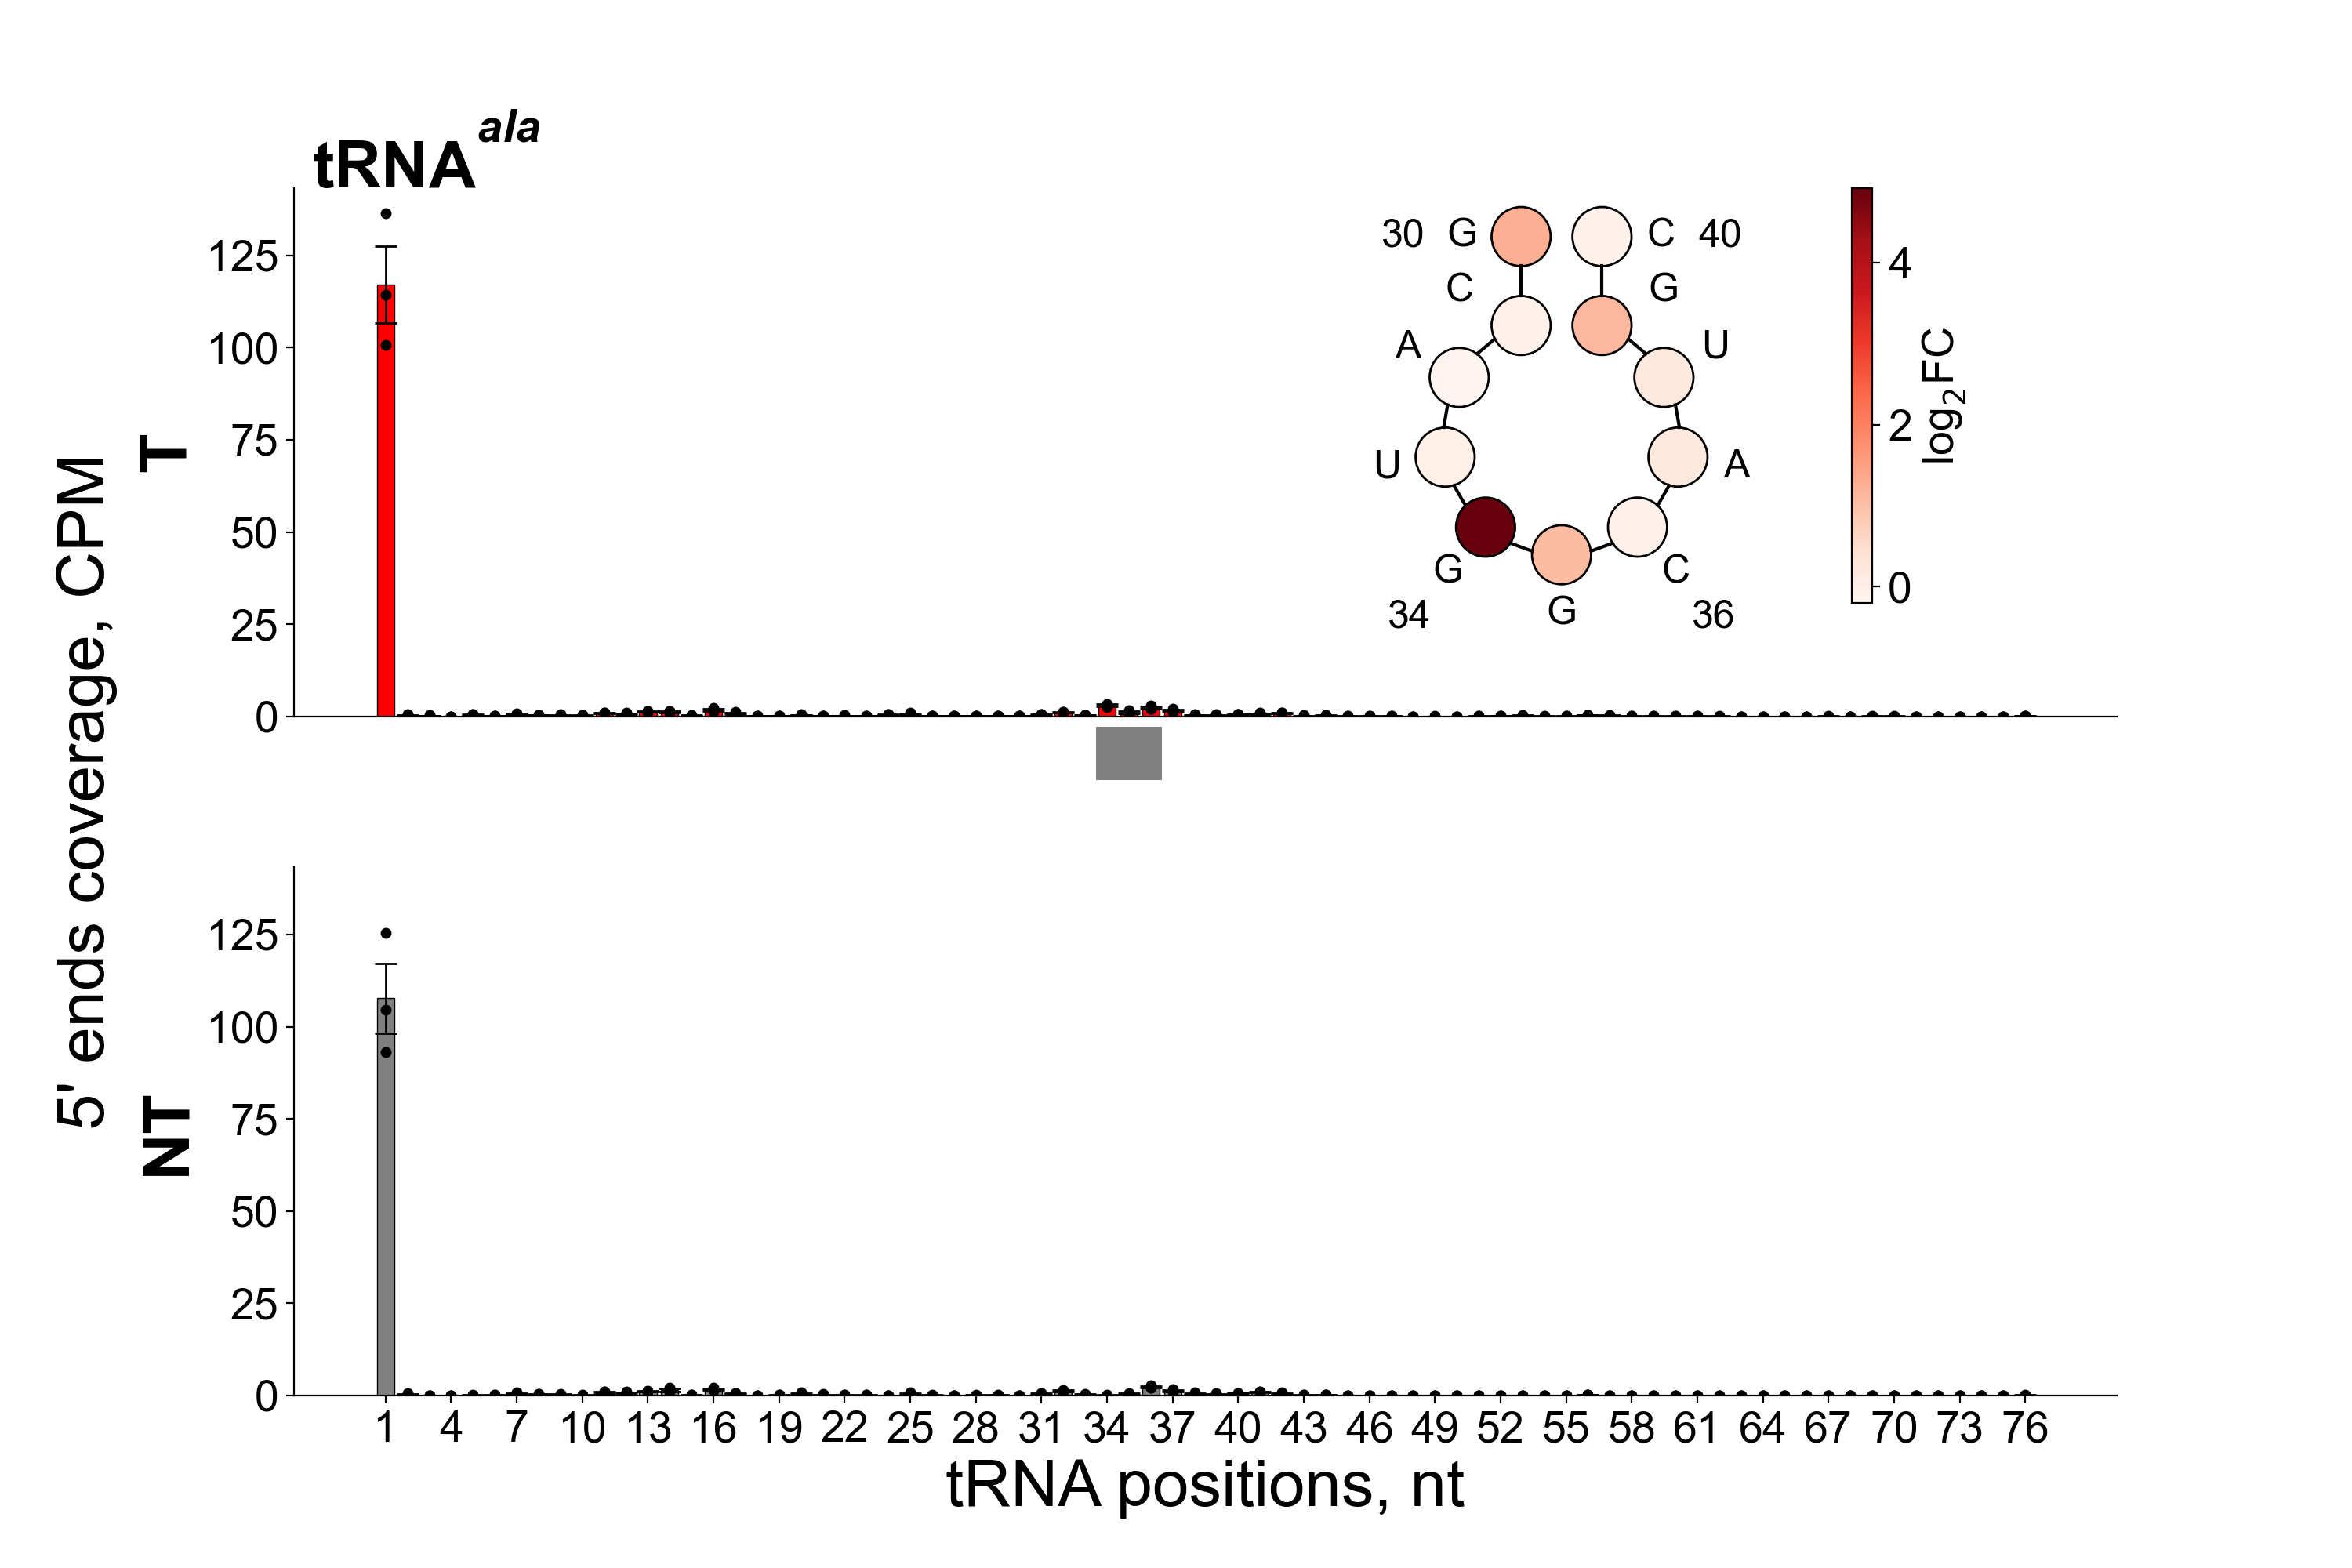 tRNA^ala
5' ends coverage, CPM
T
125
100
75
50
25
0
30 G C 40
C G
A U
U A
G C
34 G 36
4
2
0
log₂FC
NT
125
100
75
50
25
0
1 4 7 10 13 16 19 22 25 28 31 34 37 40 43 46 49 52 55 58 61 64 67 70 73 76
tRNA positions, nt